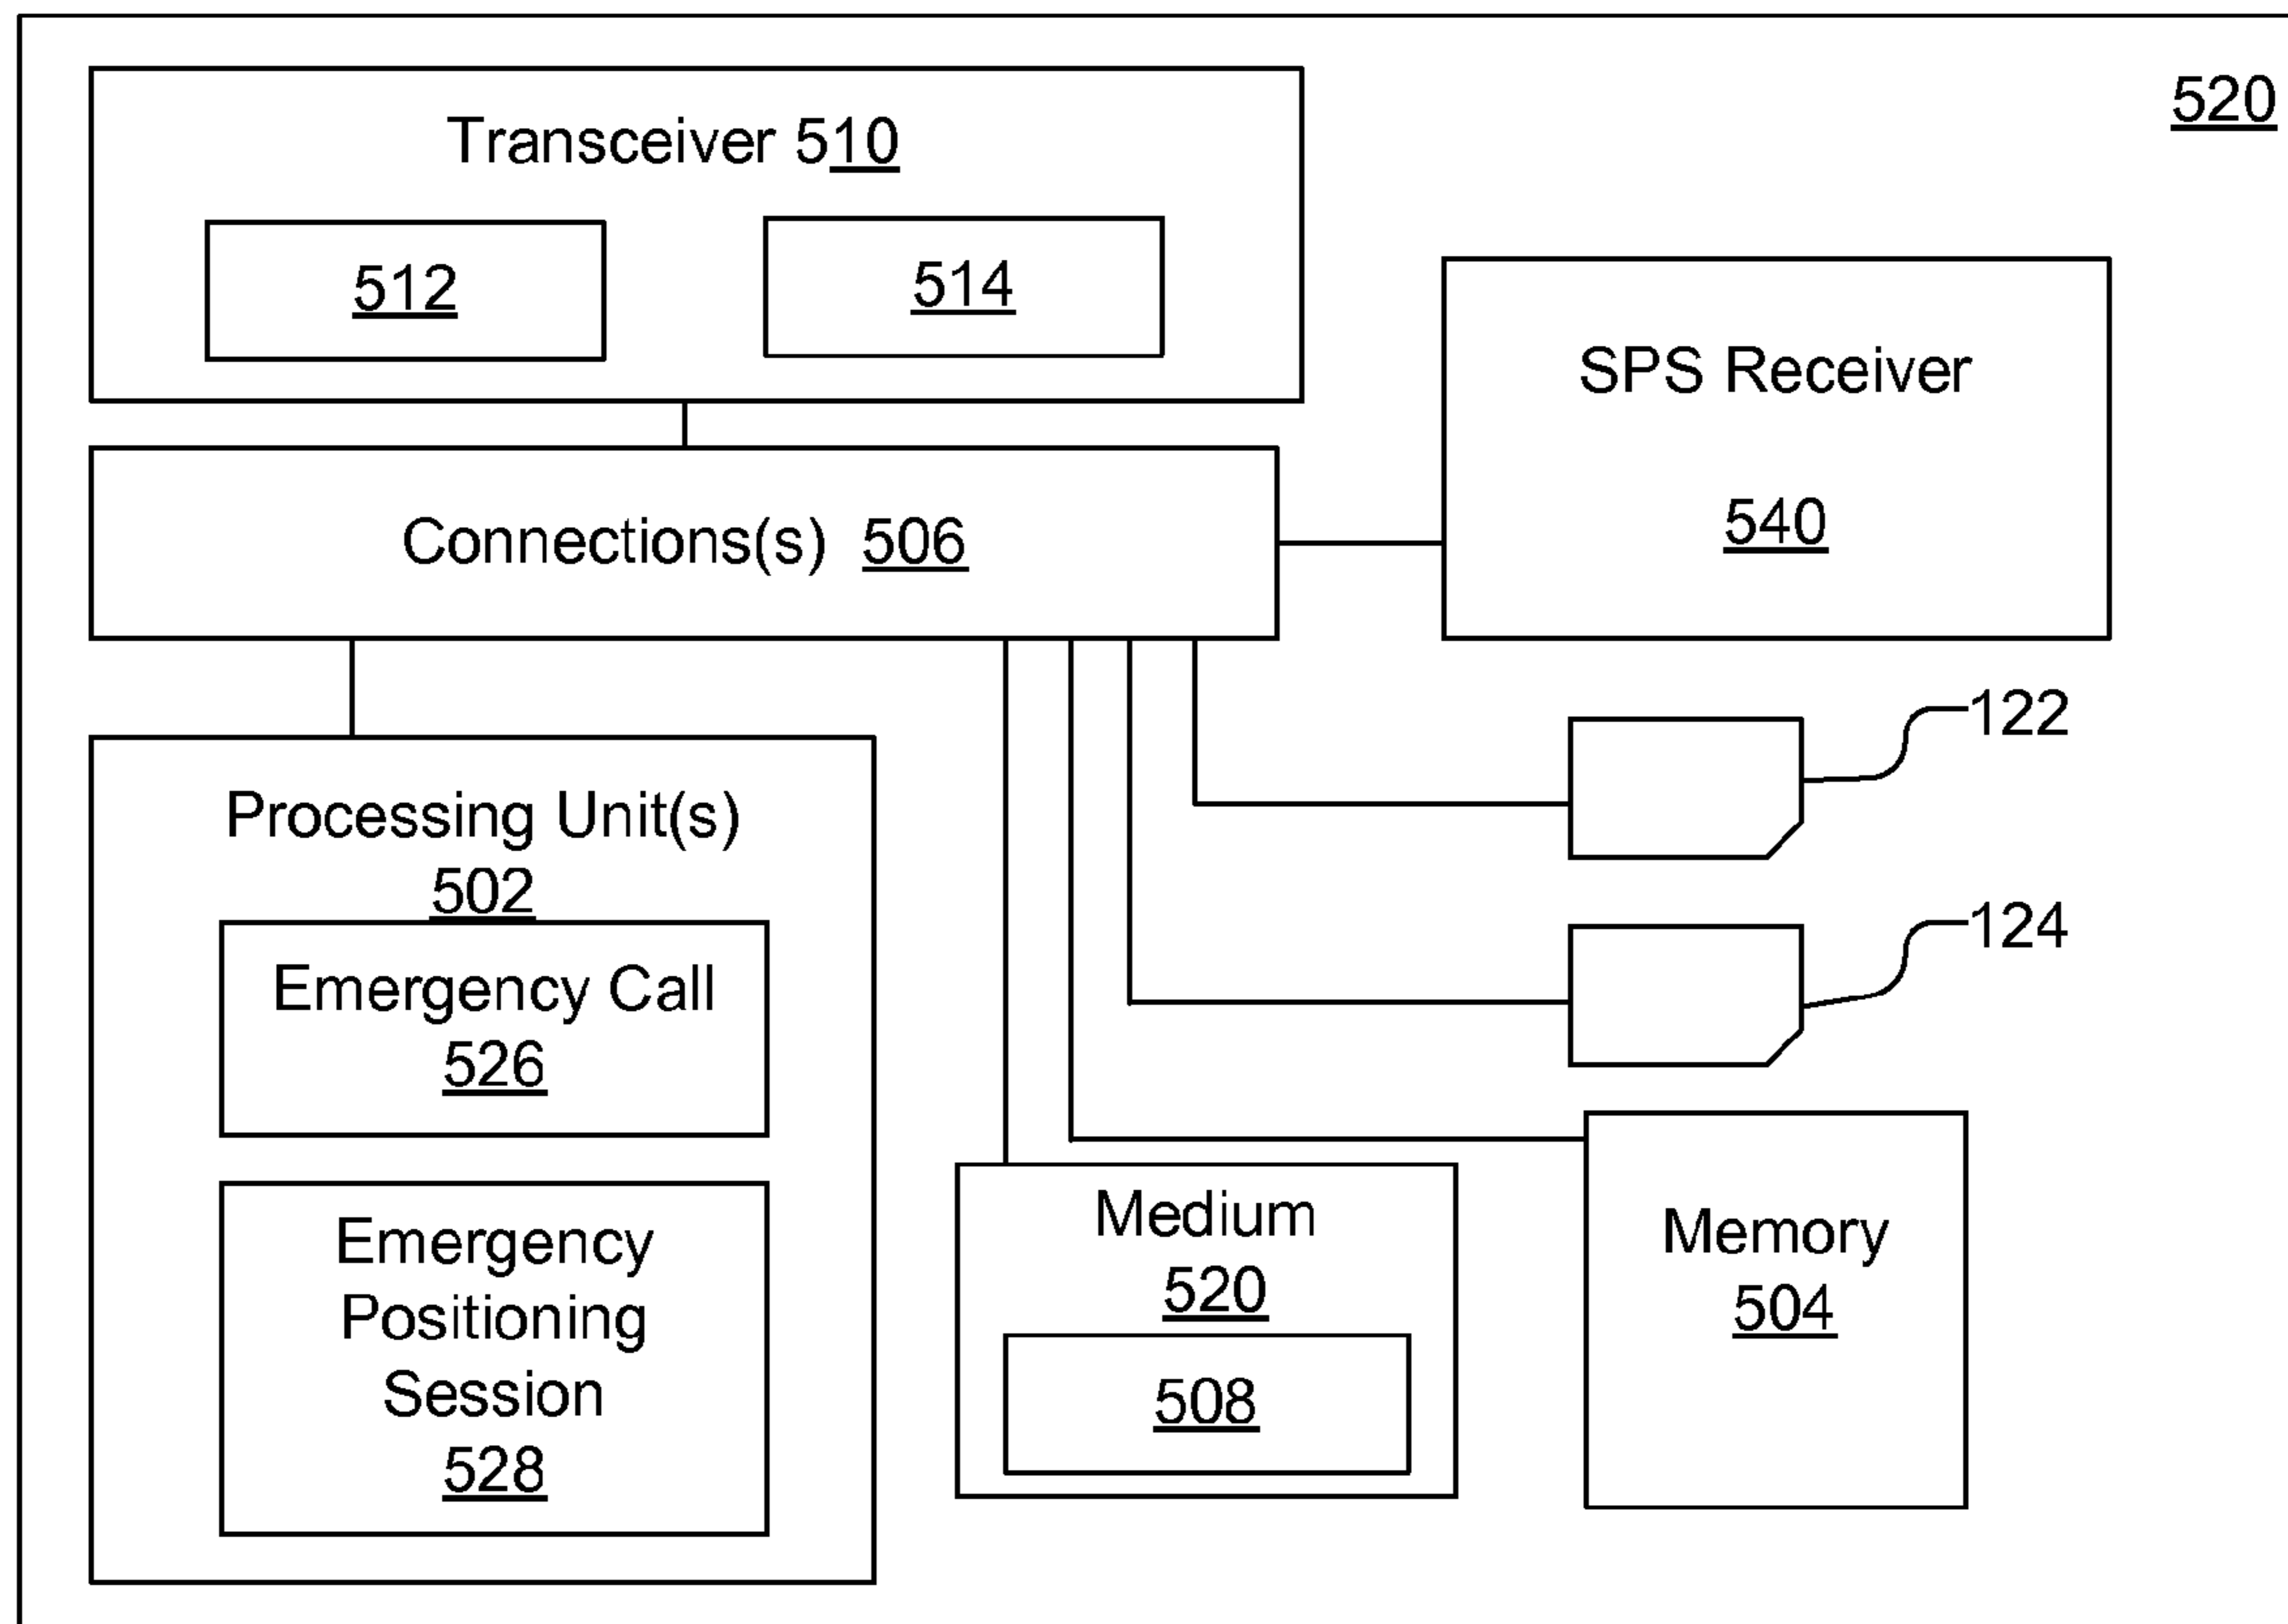 520
Transceiver 510
512
514
SPS Receiver
540
Connections(s) 506
122
Processing Unit(s)
502
124
Emergency Call
526
Medium
520
508
Memory
504
Emergency
Positioning
Session
528